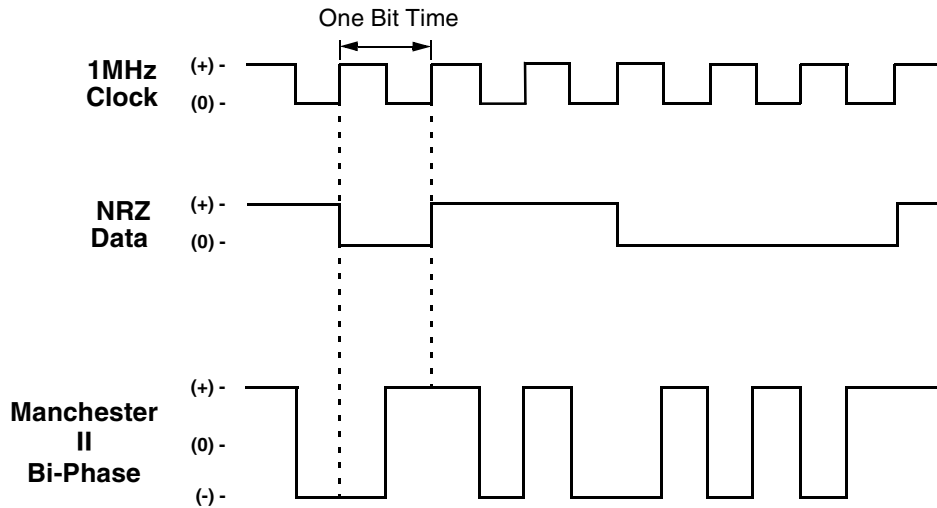 One Bit Time
1MHz
Clock
(+) -
(0) -
NRZ
Data
(+) -
(0) -
Manchester
II
Bi-Phase
(+) -
(0) -
(-) -